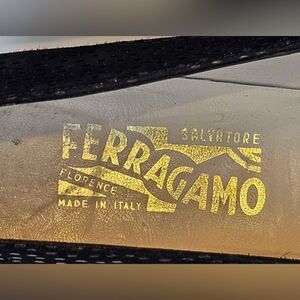 SALVATORE
FERRAGAMO
FLORENCE
MADE IN ITALY